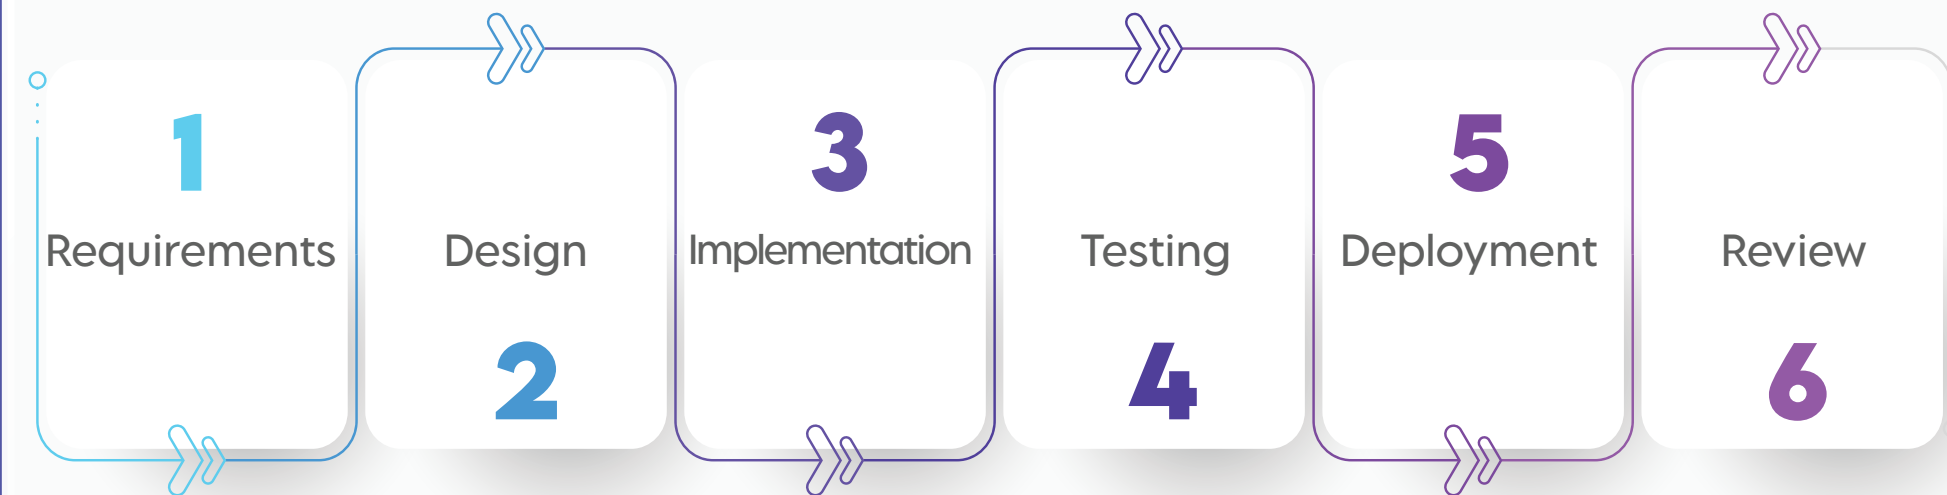 1
Requirements
Design
2
3
Implementation
Testing
4
5
Deployment
Review
6